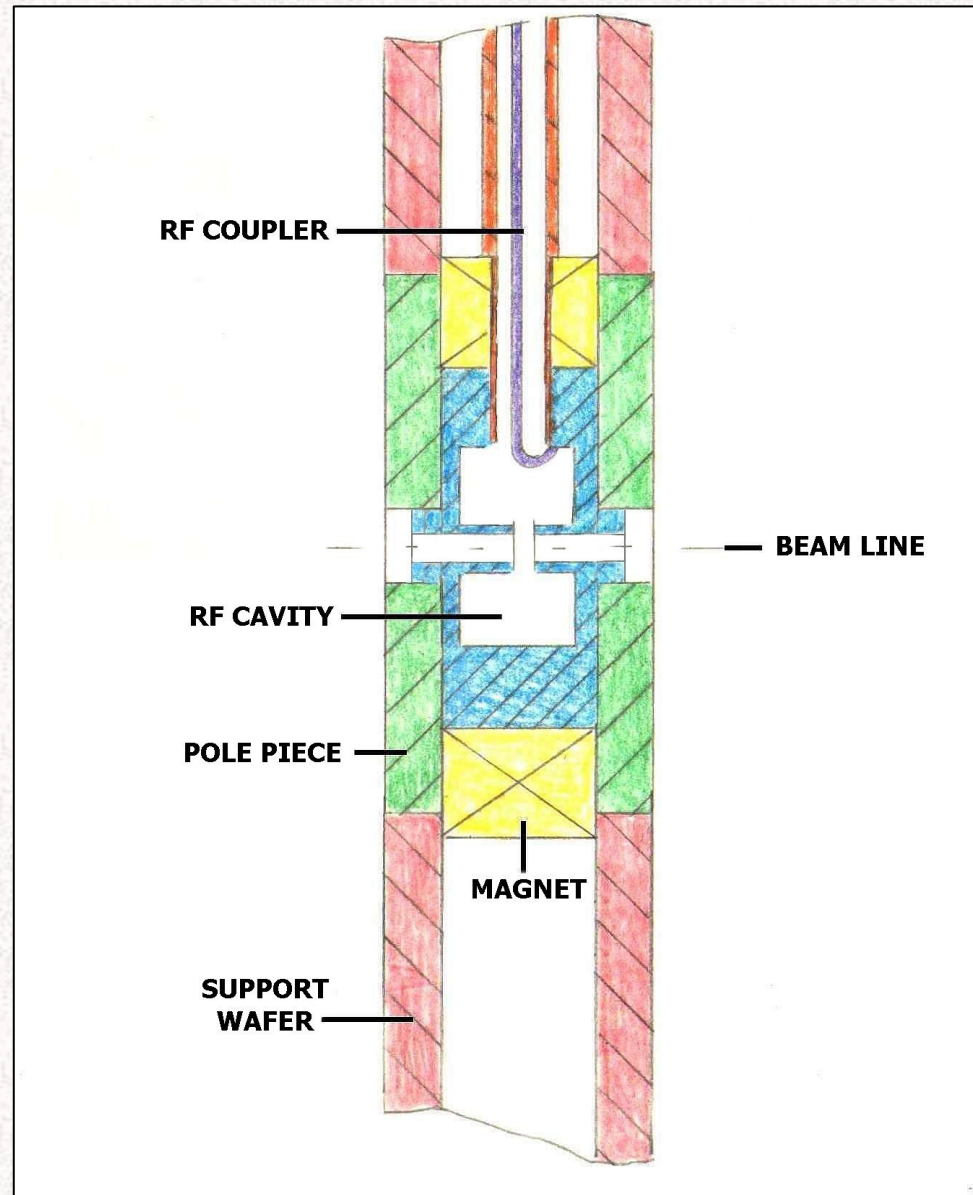 RF COUPLER
BEAM LINE
RF CAVITY
POLE PIECE
MAGNET
SUPPORT
WAFER